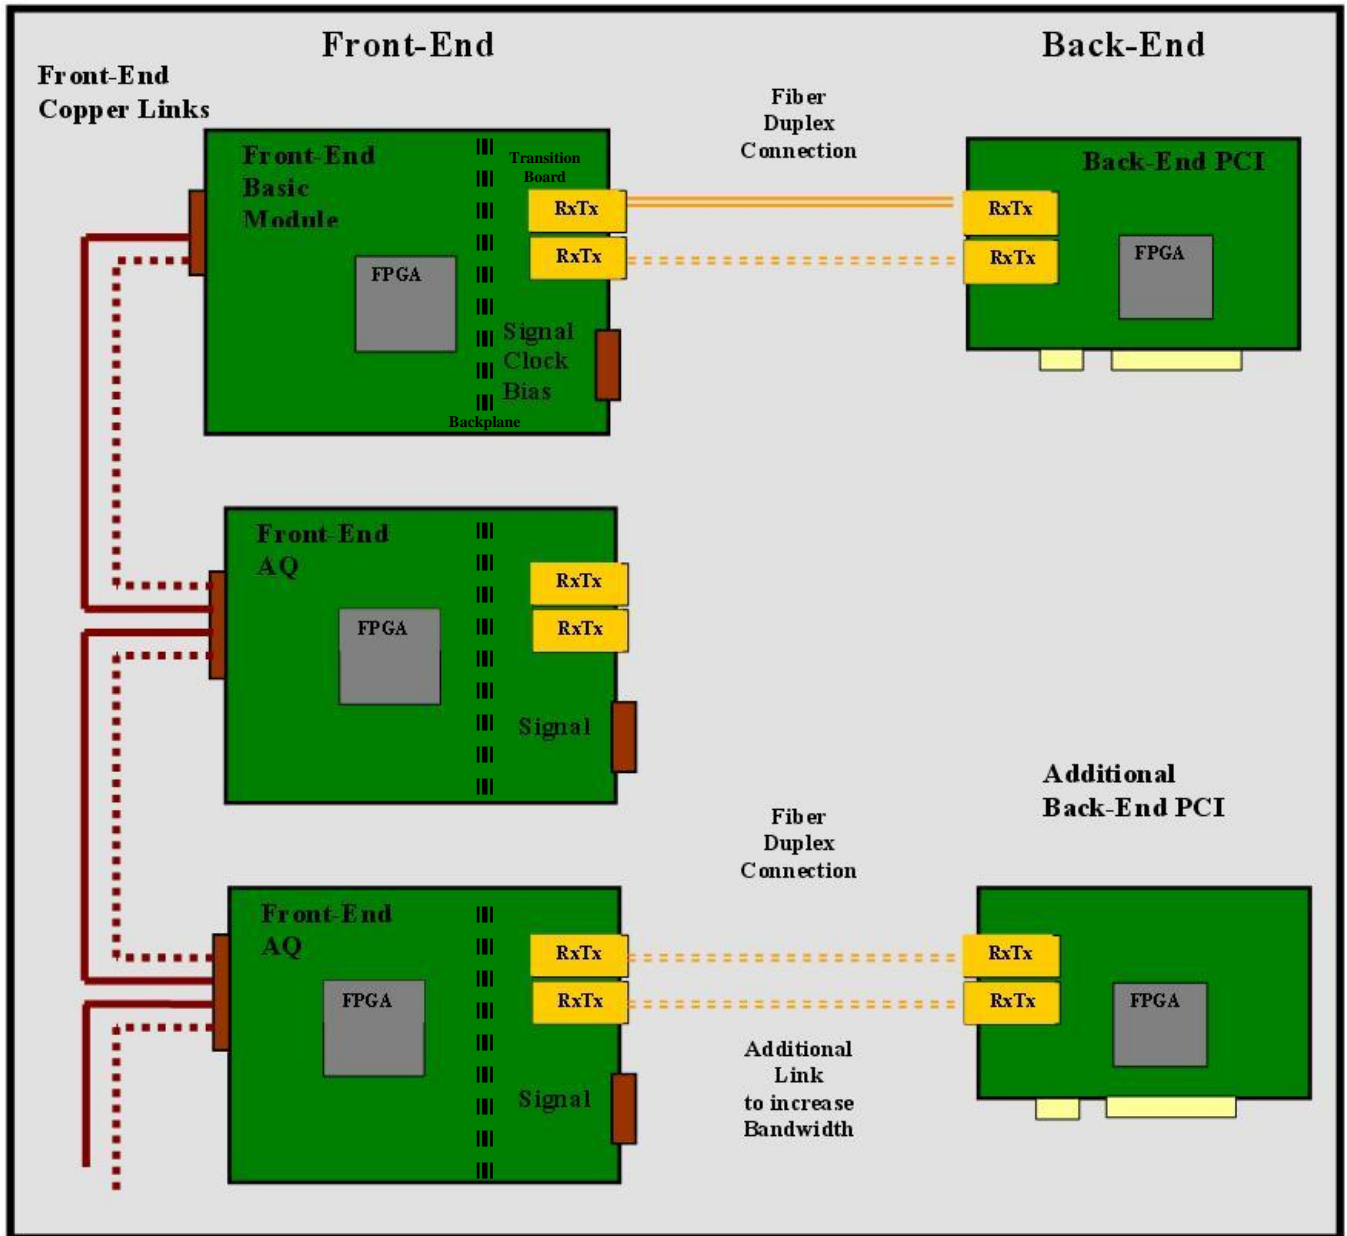 Front-End
Back-End
Front-End
Copper Links
Fiber
Duplex
Connection
Front-End
Basic
Module
Transition
Board
RxTx
RxTx
FPGA
Signal
Clock
Bias
Backplane
Back-End PCI
RxTx
RxTx
FPGA
Front-End
AQ
RxTx
RxTx
FPGA
Signal
Additional
Back-End PCI
Fiber
Duplex
Connection
Front-End
AQ
RxTx
RxTx
FPGA
Signal
RxTx
RxTx
FPGA
Additional
Link
to increase
Bandwidth